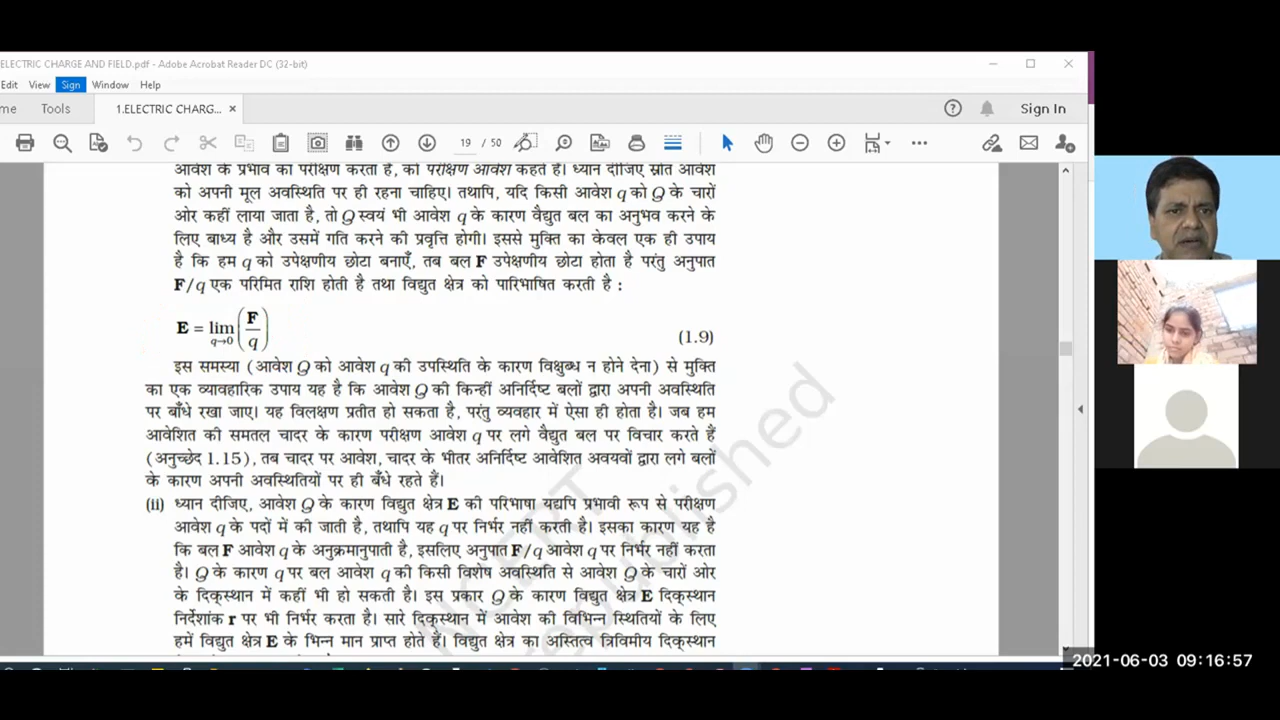 ELECTRIC CHARGE AND FIELD.pdf - Adobe Acrobat Reader DC (32-bit)
Edit View Sign Window Help
me Tools 1.ELECTRIC CHARG... × Sign In
19 / 50
आवेश के प्रभाव का परीक्षण करता है, को परीक्षण आवेश कहते हैं। ध्यान दीजिए स्रोत आवेश
को अपनी मूल अवस्थिति पर ही रहना चाहिए। तथापि, यदि किसी आवेश q को Q के चारों
ओर कहीं लाया जाता है, तो Q स्वयं भी आवेश q के कारण वैद्युत बल का अनुभव करने के
लिए बाध्य है और उसमें गति करने की प्रवृत्ति होगी। इससे मुक्ति का केवल एक ही उपाय
है कि हम q को उपेक्षणीय छोटा बनाएँ, तब बल F उपेक्षणीय छोटा होता है परंतु अनुपात
F/q एक परिमित राशि होती है तथा विद्युत क्षेत्र को पारिभाषित करती है :
E = lim q→0 (F/q) (1.9)
इस समस्या (आवेश Q को आवेश q की उपस्थिति के कारण विक्षुब्ध न होने देना) से मुक्ति
का एक व्यावहारिक उपाय यह है कि आवेश Q को किन्हीं अनिर्दिष्ट बलों द्वारा अपनी अवस्थिति
पर बाँधे रखा जाए। यह विलक्षण प्रतीत हो सकता है, परंतु व्यवहार में ऐसा ही होता है। जब हम
आवेशित की समतल चादर के कारण परीक्षण आवेश q पर लगे वैद्युत बल पर विचार करते हैं
(अनुच्छेद 1.15), तब चादर पर आवेश, चादर के भीतर अनिर्दिष्ट आवेशित अवयवों द्वारा लगे बलों
के कारण अपनी अवस्थितियों पर ही बँधे रहते हैं।
(ii) ध्यान दीजिए, आवेश Q के कारण विद्युत क्षेत्र E की परिभाषा यद्यपि प्रभावी रूप से परीक्षण
आवेश q के पदों में की जाती है, तथापि यह q पर निर्भर नहीं करती है। इसका कारण यह है
कि बल F आवेश q के अनुक्रमानुपाती है, इसलिए अनुपात F/q आवेश q पर निर्भर नहीं करता
है। Q के कारण q पर बल आवेश q की किसी विशेष अवस्थिति से आवेश Q के चारों ओर
के दिक्स्थान में कहीं भी हो सकती है। इस प्रकार Q के कारण विद्युत क्षेत्र E दिक्स्थान
निर्देशांक r पर भी निर्भर करता है। सारे दिक्स्थान में आवेश की विभिन्न स्थितियों के लिए
हमें विद्युत क्षेत्र E के भिन्न मान प्राप्त होते हैं। विद्युत क्षेत्र का अस्तित्व त्रिविमीय दिक्स्थान
NCERT
republished
2021-06-03 09:16:57